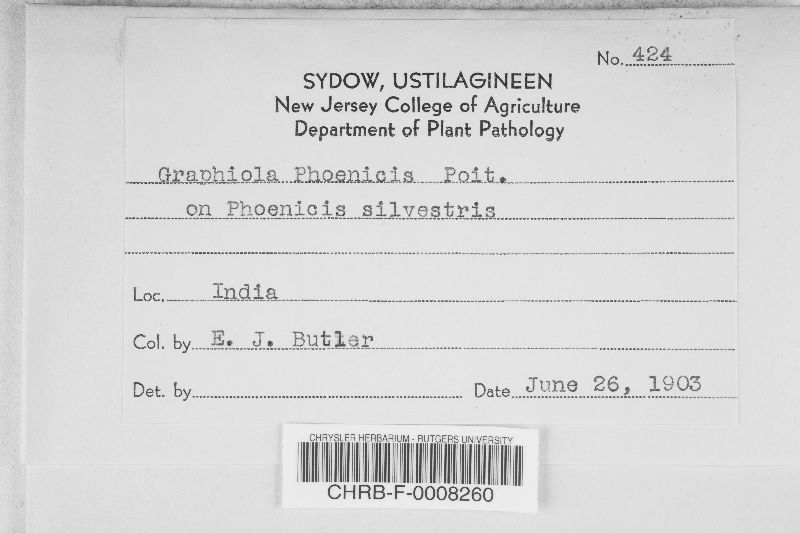 No. 424
SYDOW, USTILAGINEEN
New Jersey College of Agriculture
Department of Plant Pathology
Graphiola Phoenicis Poit.
on Phoenicis silvestris
Loc. India
Col. by E. J. Butler
Det. by
Date June 26, 1903
CHRYSLER HERBARIUM - RUTGERS UNIVERSITY
CHRB-F-0008260